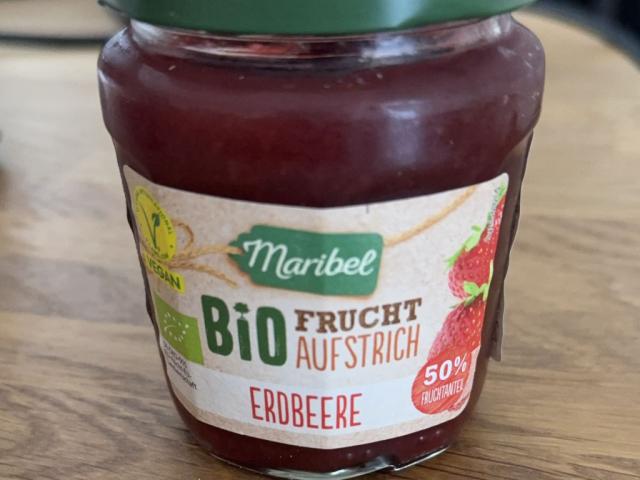 VEGAN
Maribel
BIO FRUCHT
AUFSTRICH
50%
FRUCHTANTEIL
ERDBEERE